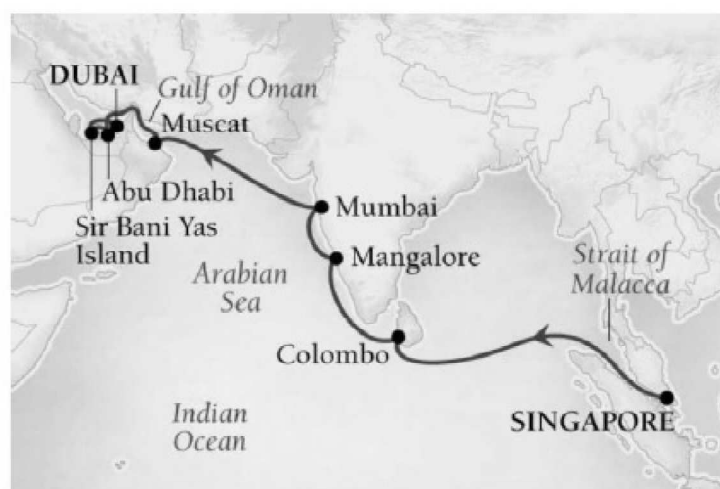 DUBAI
Gulf of Oman
Muscat
Abu Dhabi
Sir Bani Yas
Island
Mumbai
Mangalore
Arabian
Sea
Strait of
Malacca
Colombo
Indian
Ocean
SINGAPORE